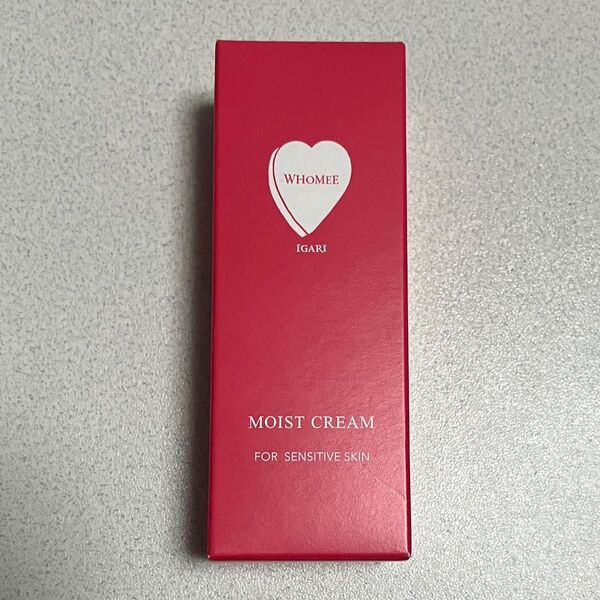 WHOMEE
IGARI
MOIST CREAM
FOR SENSITIVE SKIN